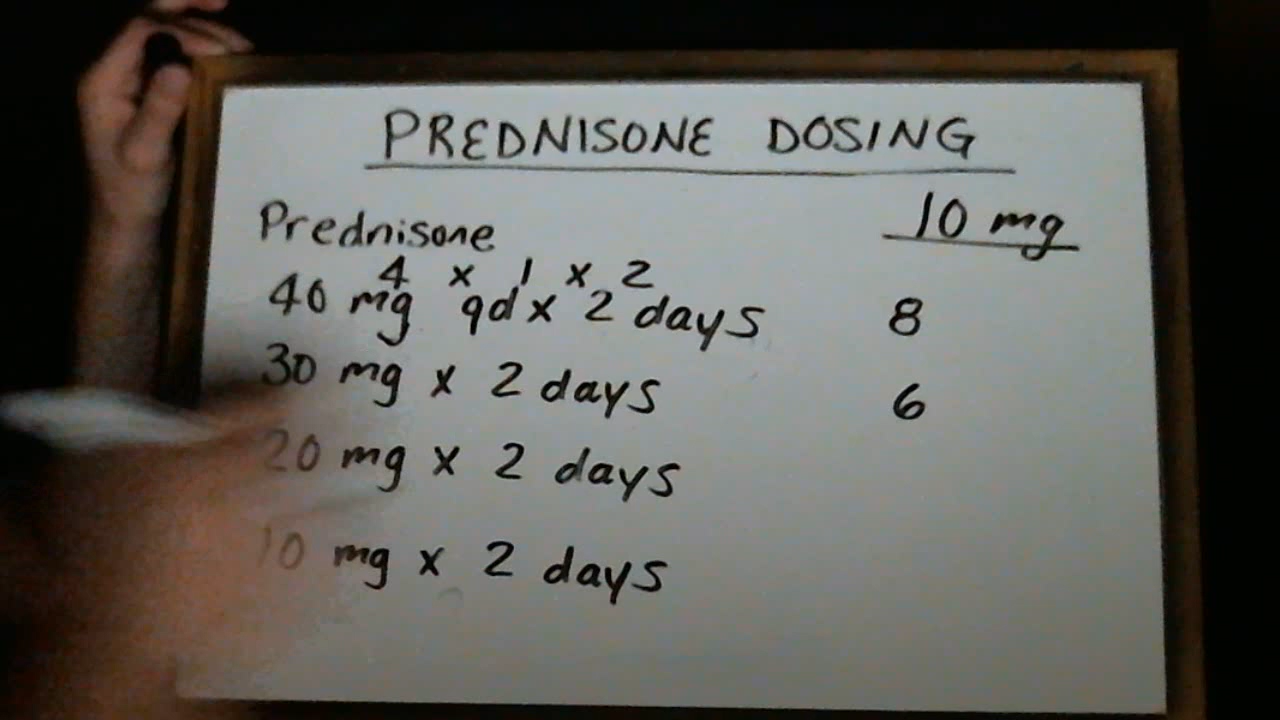 PREDNISONE DOSING
Prednisone 10 mg
4 x 1 x 2
40 mg qd x 2 days 8
30 mg x 2 days 6
20 mg x 2 days
10 mg x 2 days